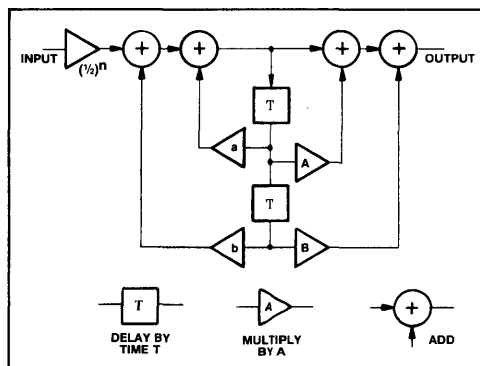 INPUT
(½)ⁿ
+
+
+
+
OUTPUT
T
a
A
T
b
B
T
DELAY BY
TIME T
A
MULTIPLY
BY A
+
ADD